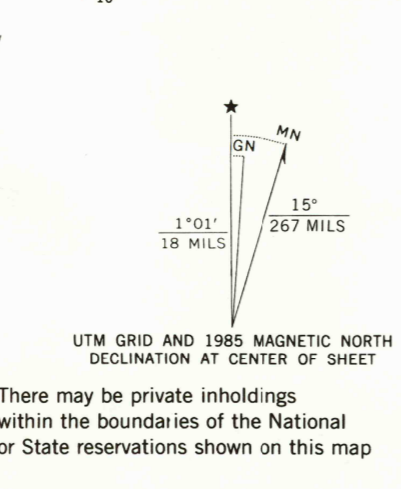 ★
MN
GN
1°01'
18 MILS
15°
267 MILS
UTM GRID AND 1985 MAGNETIC NORTH
DECLINATION AT CENTER OF SHEET
There may be private inholdings
within the boundaries of the National
or State reservations shown on this map